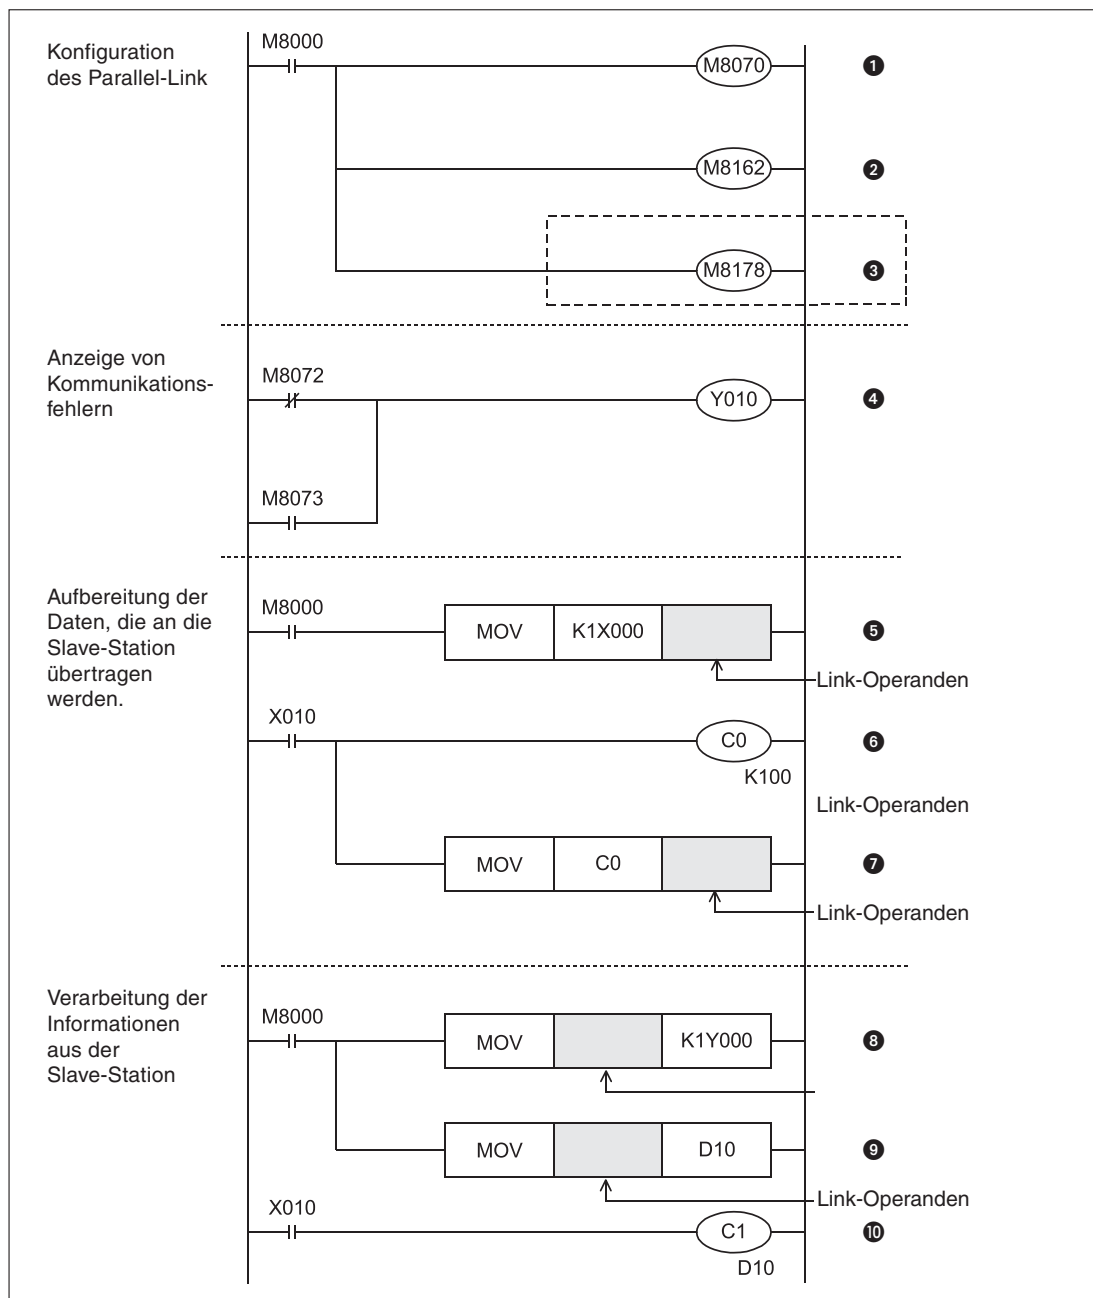 Konfiguration
des Parallel-Link
M8000
M8070
❶
M8162
❷
M8178
❸
Anzeige von
Kommunikations-
fehlern
M8072
Y010
❹
M8073
Aufbereitung der
Daten, die an die
Slave-Station
übertragen
werden.
M8000
MOV K1X000
❺
Link-Operanden
X010
C0
❻
K100
Link-Operanden
MOV C0
❼
Link-Operanden
Verarbeitung der
Informationen
aus der
Slave-Station
M8000
MOV K1Y000
❽
MOV D10
❾
Link-Operanden
X010
C1
❿
D10